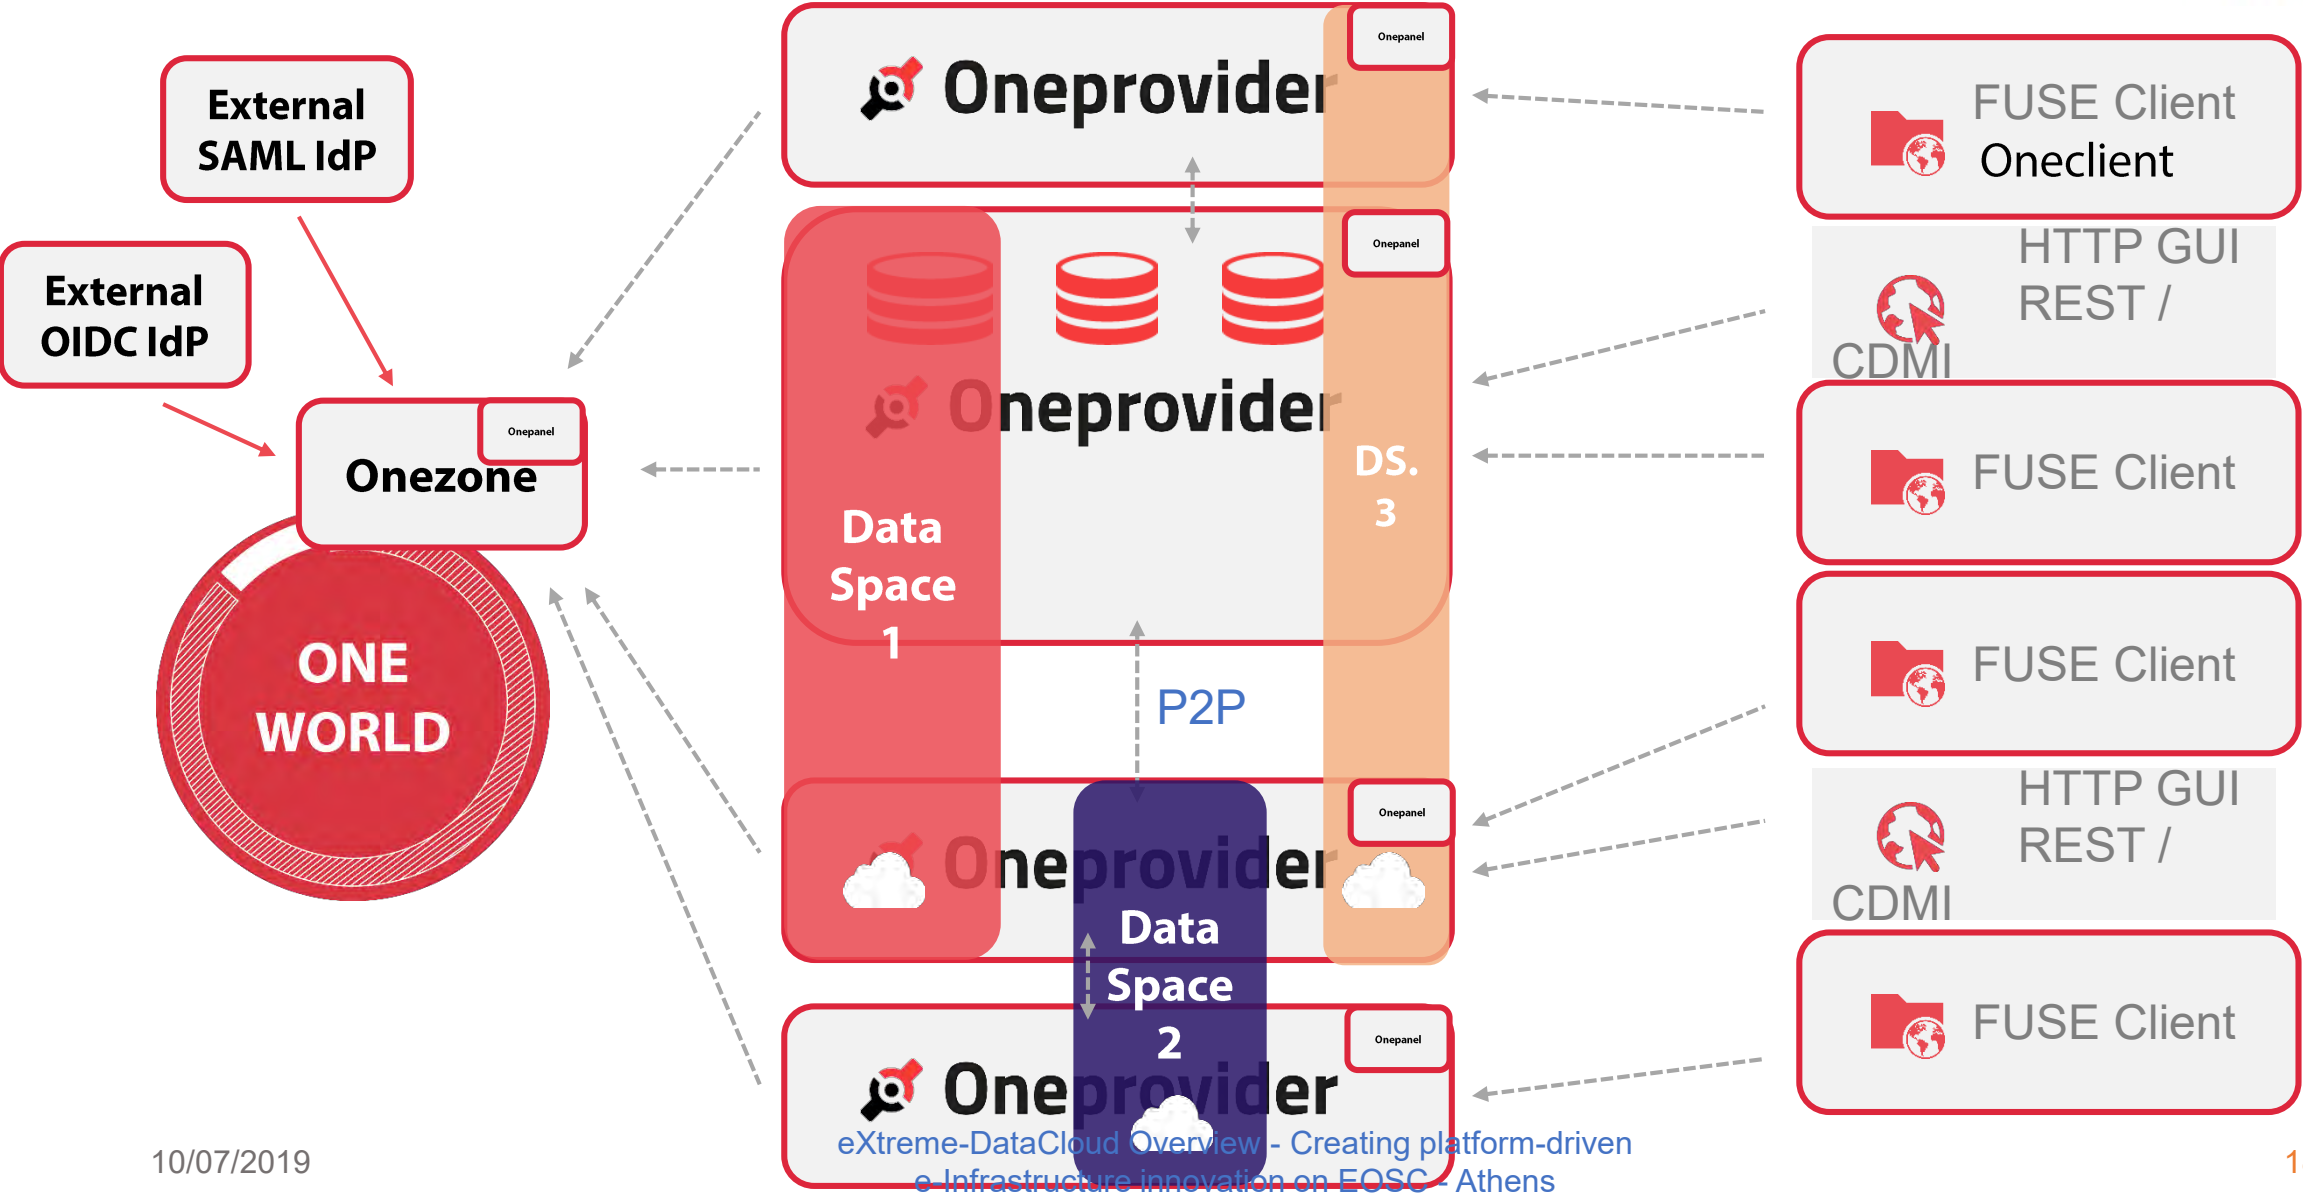 External
SAML IdP
External
OIDC IdP
Onepanel
Onezone
ONE
WORLD
Onepanel
Oneprovider
Onepanel
Oneprovider
DS.
3
Data
Space
1
P2P
Onepanel
Oneprovider
Data
Space
2
Onepanel
Oneprovider
FUSE Client
Oneclient
HTTP GUI
REST /
CDMI
FUSE Client
FUSE Client
HTTP GUI
REST /
CDMI
FUSE Client
10/07/2019
eXtreme-DataCloud Overview - Creating platform-driven
e-Infrastructure innovation on EOSC - Athens
1